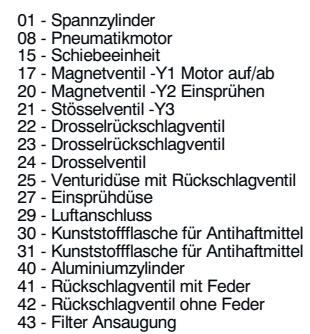 01 - Spannzylinder
08 - Pneumatikmotor
15 - Schiebeeinheit
17 - Magnetventil -Y1 Motor auf/ab
20 - Magnetventil -Y2 Einsprühen
21 - Stösselventil -Y3
22 - Drosselrückschlagventil
23 - Drosselrückschlagventil
24 - Drosselventil
25 - Venturidüse mit Rückschlagventil
27 - Einsprühdüse
29 - Luftanschluss
30 - Kunststoffflasche für Antihaftmittel
31 - Kunststoffflasche für Antihaftmittel
40 - Aluminiumzylinder
41 - Rückschlagventil mit Feder
42 - Rückschlagventil ohne Feder
43 - Filter Ansaugung